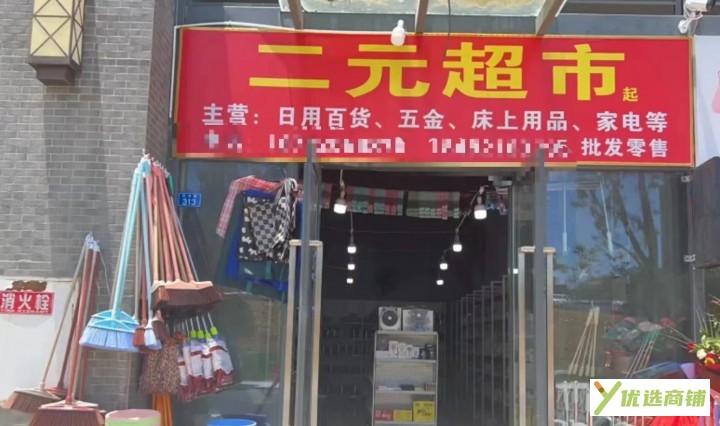 二元超市起
主营：日用百货、五金、床上用品、家电等
批发零售
313
消火栓
优选商铺